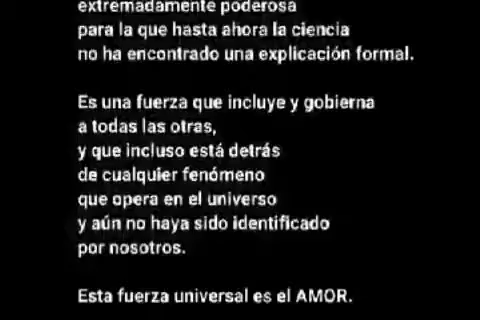 extremadamente poderosa
para la que hasta ahora la ciencia
no ha encontrado una explicación formal.
Es una fuerza que incluye y gobierna
a todas las otras,
y que incluso está detrás
de cualquier fenómeno
que opera en el universo
y aún no haya sido identificado
por nosotros.
Esta fuerza universal es el AMOR.